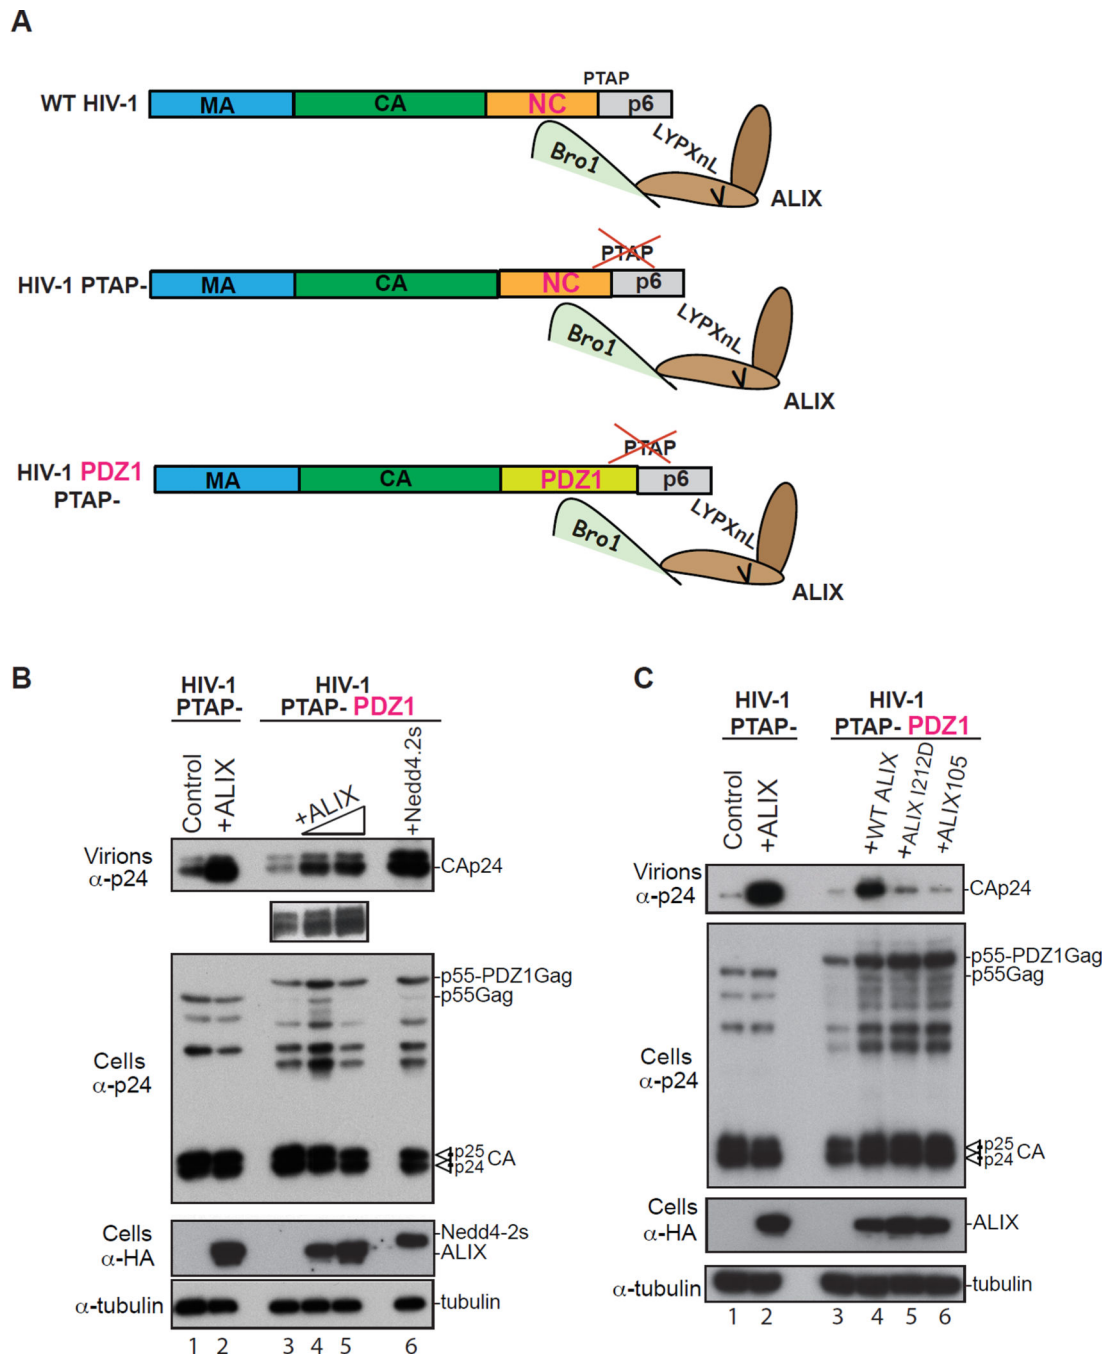 A
PTAP
WT HIV-1
MA
CA
NC
p6
LYPXnL
Bro1
ALIX
PTAP
HIV-1 PTAP-
MA
CA
NC
p6
LYPXnL
Bro1
ALIX
PTAP
HIV-1 PDZ1
PTAP-
MA
CA
PDZ1
p6
LYPXnL
Bro1
ALIX
B
HIV-1
PTAP-
HIV-1
PTAP- PDZ1
Control
+ALIX
+ALIX
+Nedd4.2s
Virions
α-p24
CAp24
p55-PDZ1Gag
p55Gag
Cells
α-p24
p25
p24
CA
Cells
α-HA
Nedd4-2s
ALIX
α-tubulin
tubulin
1 2 3 4 5 6
C
HIV-1
PTAP-
HIV-1
PTAP- PDZ1
Control
+ALIX
+WT ALIX
+ALIX I212D
+ALIX105
Virions
α-p24
CAp24
p55-PDZ1Gag
p55Gag
Cells
α-p24
p25
p24
CA
Cells
α-HA
ALIX
α-tubulin
tubulin
1 2 3 4 5 6